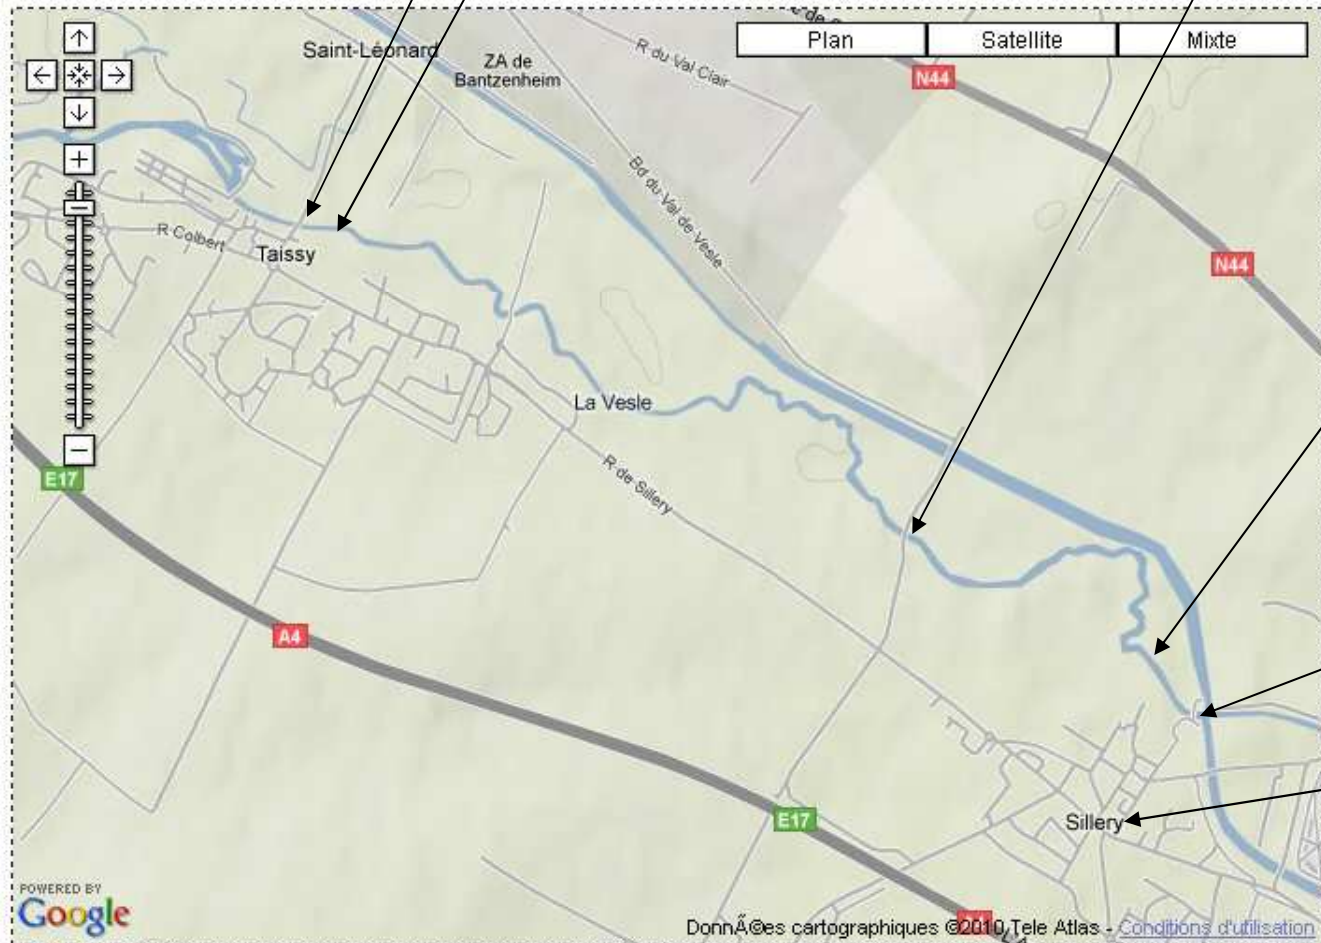 Saint-Léonard
ZA de
Bantzenheim
R du Val Clair
Plan
Satellite
Mixte
N44
Bd du Val de Vesle
R Colbert
Taissy
N44
La Vesle
R de Sillery
E17
A4
E17
Sillery
POWERED BY
Google
DonnÃ©es cartographiques ©2010 Tele Atlas - Conditions d'utilisation